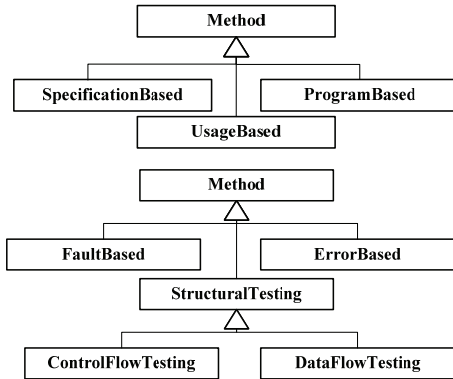 Method
SpecificationBased
ProgramBased
UsageBased
Method
FaultBased
ErrorBased
StructuralTesting
ControlFlowTesting
DataFlowTesting